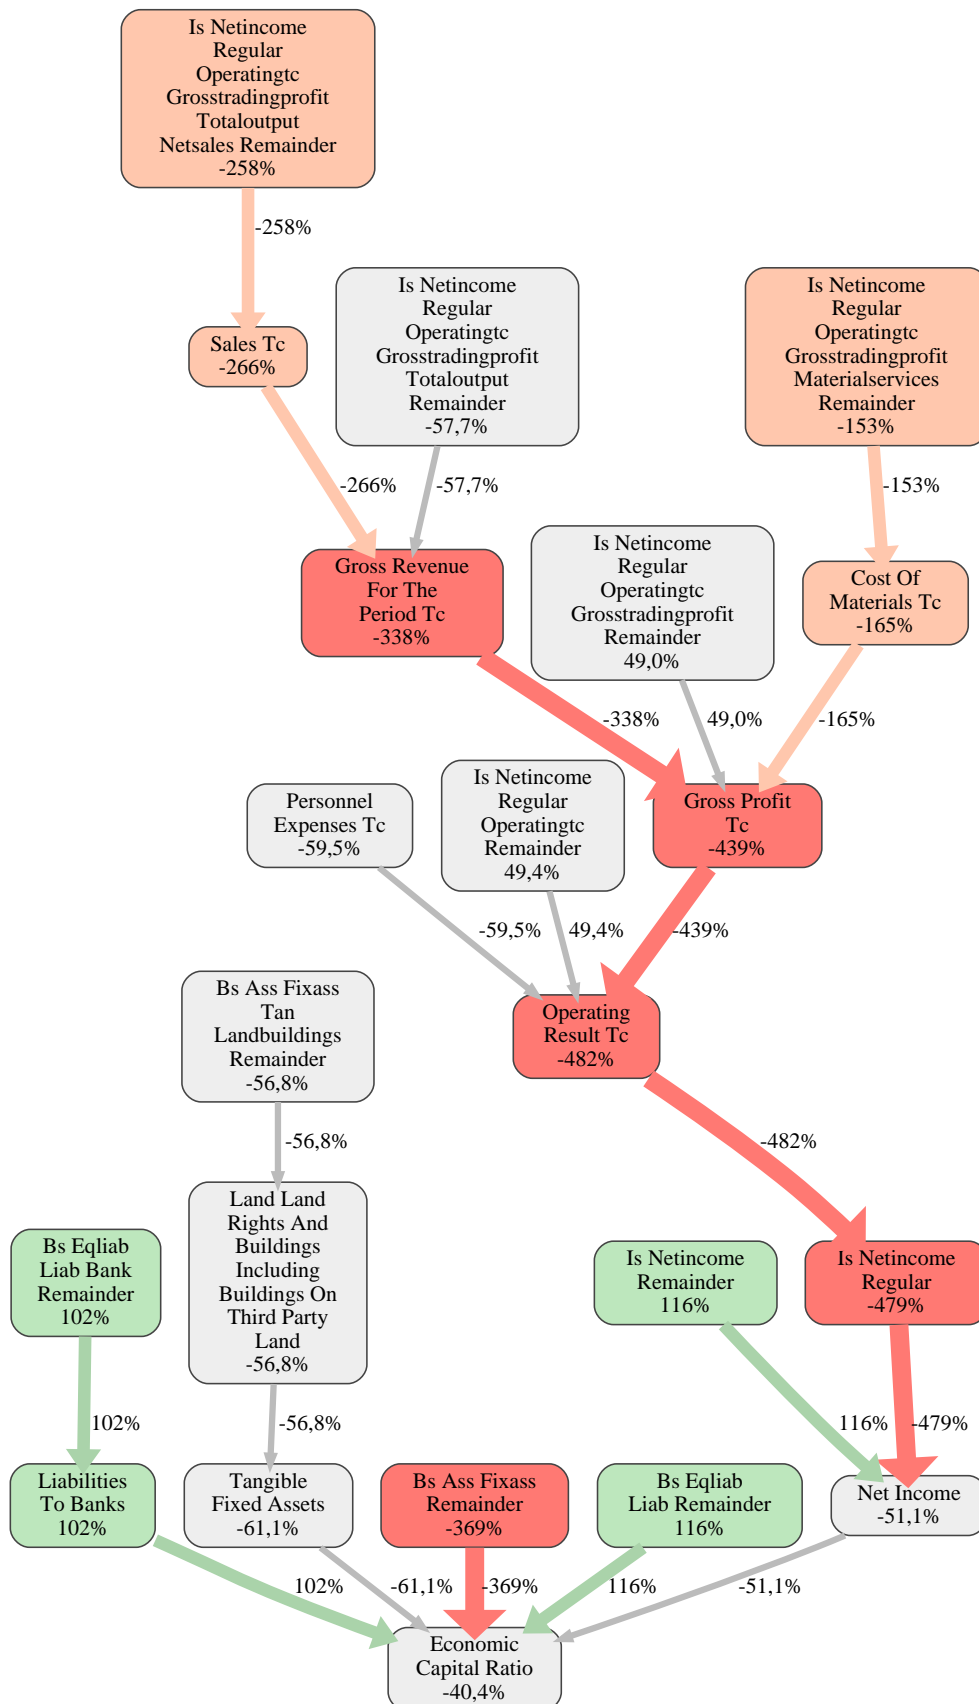 Is Netincome
Regular
Operatingtc
Grosstradingprofit
Totaloutput
Netsales Remainder
-258%
-258%
Sales Tc
-266%
Is Netincome
Regular
Operatingtc
Grosstradingprofit
Totaloutput
Remainder
-57,7%
Is Netincome
Regular
Operatingtc
Grosstradingprofit
Materialservices
Remainder
-153%
-266%
-57,7%
-153%
Gross Revenue
For The
Period Tc
-338%
Is Netincome
Regular
Operatingtc
Grosstradingprofit
Remainder
49,0%
Cost Of
Materials Tc
-165%
-338%
49,0%
-165%
Personnel
Expenses Tc
-59,5%
Is Netincome
Regular
Operatingtc
Remainder
49,4%
Gross Profit
Tc
-439%
-59,5%
49,4%
-439%
Bs Ass Fixass
Tan
Landbuildings
Remainder
-56,8%
Operating
Result Tc
-482%
-56,8%
-482%
Bs Eqliab
Liab Bank
Remainder
102%
Land Land
Rights And
Buildings
Including
Buildings On
Third Party
Land
-56,8%
Is Netincome
Remainder
116%
Is Netincome
Regular
-479%
102%
-56,8%
116%
-479%
Liabilities
To Banks
102%
Tangible
Fixed Assets
-61,1%
Bs Ass Fixass
Remainder
-369%
Bs Eqliab
Liab Remainder
116%
Net Income
-51,1%
102%
-61,1%
-369%
116%
-51,1%
Economic
Capital Ratio
-40,4%